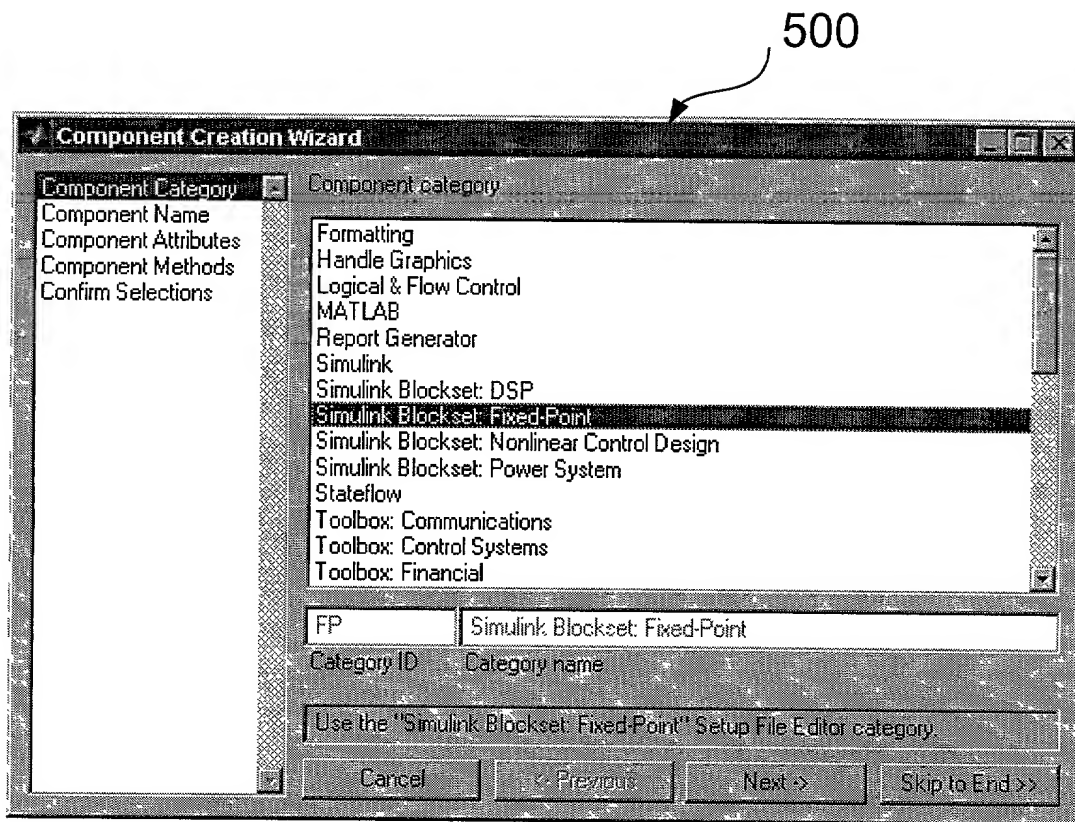 500
Component Creation Wizard
Component Category
Component Name
Component Attributes
Component Methods
Confirm Selections
Component category
Formatting
Handle Graphics
Logical & Flow Control
MATLAB
Report Generator
Simulink
Simulink Blockset: DSP
Simulink Blockset: Fixed-Point
Simulink Blockset: Nonlinear Control Design
Simulink Blockset: Power System
Stateflow
Toolbox: Communications
Toolbox: Control Systems
Toolbox: Financial
FP
Simulink Blockset: Fixed-Point
Category ID
Category name
Use the "Simulink Blockset: Fixed-Point" Setup File Editor category.
Cancel
<- Previous
Next ->
Skip to End >>